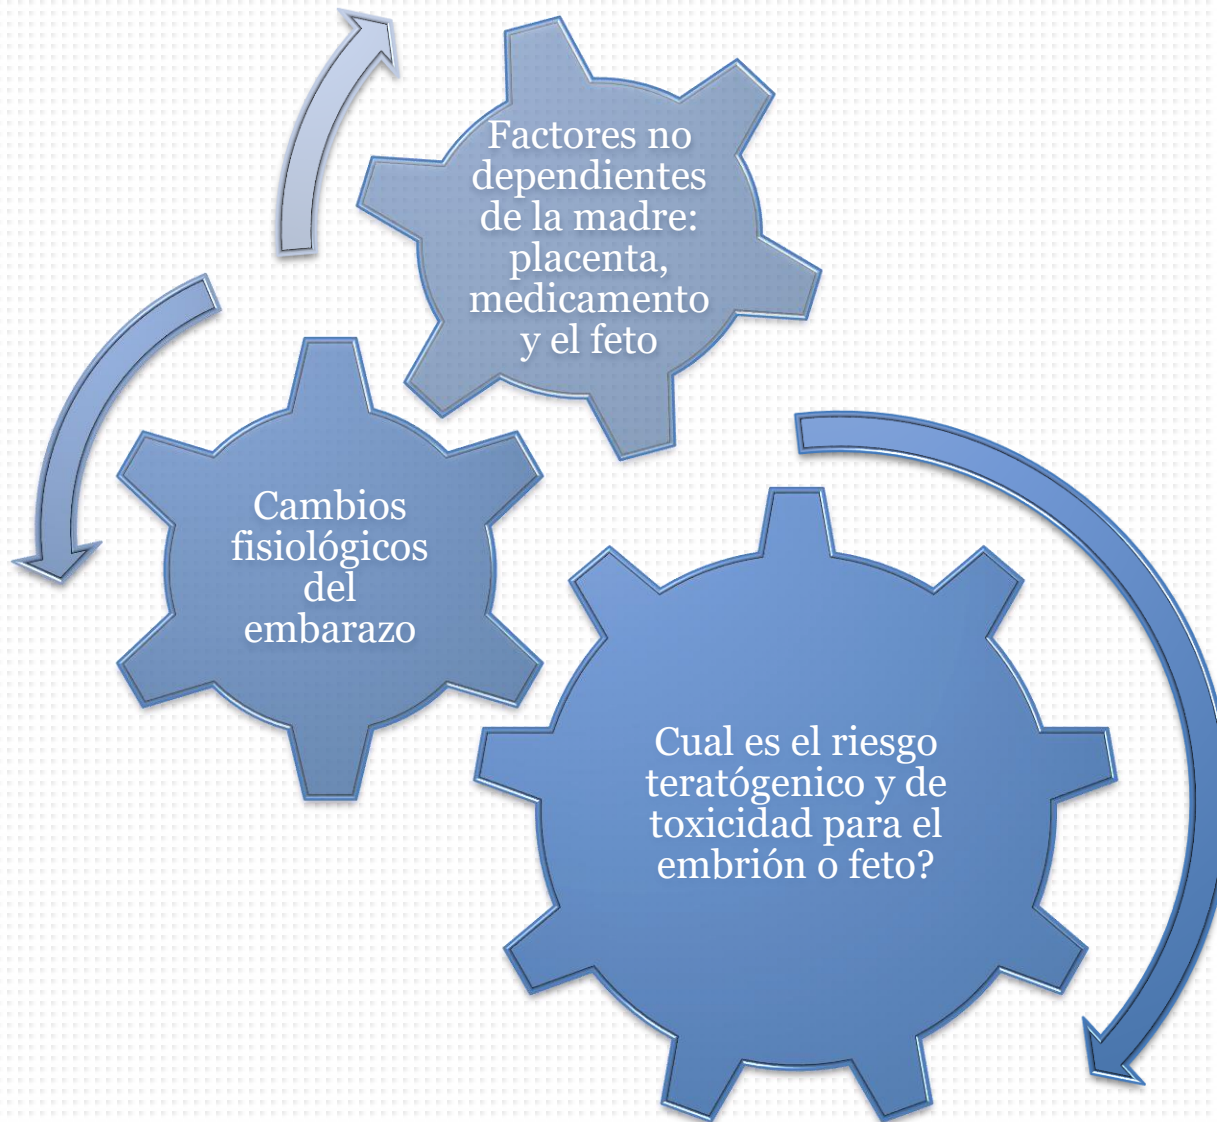 Factores no
dependientes
de la madre:
placenta,
medicamento
y el feto
Cambios
fisiológicos
del
embarazo
Cual es el riesgo
teratógenico y de
toxicidad para el
embrión o feto?